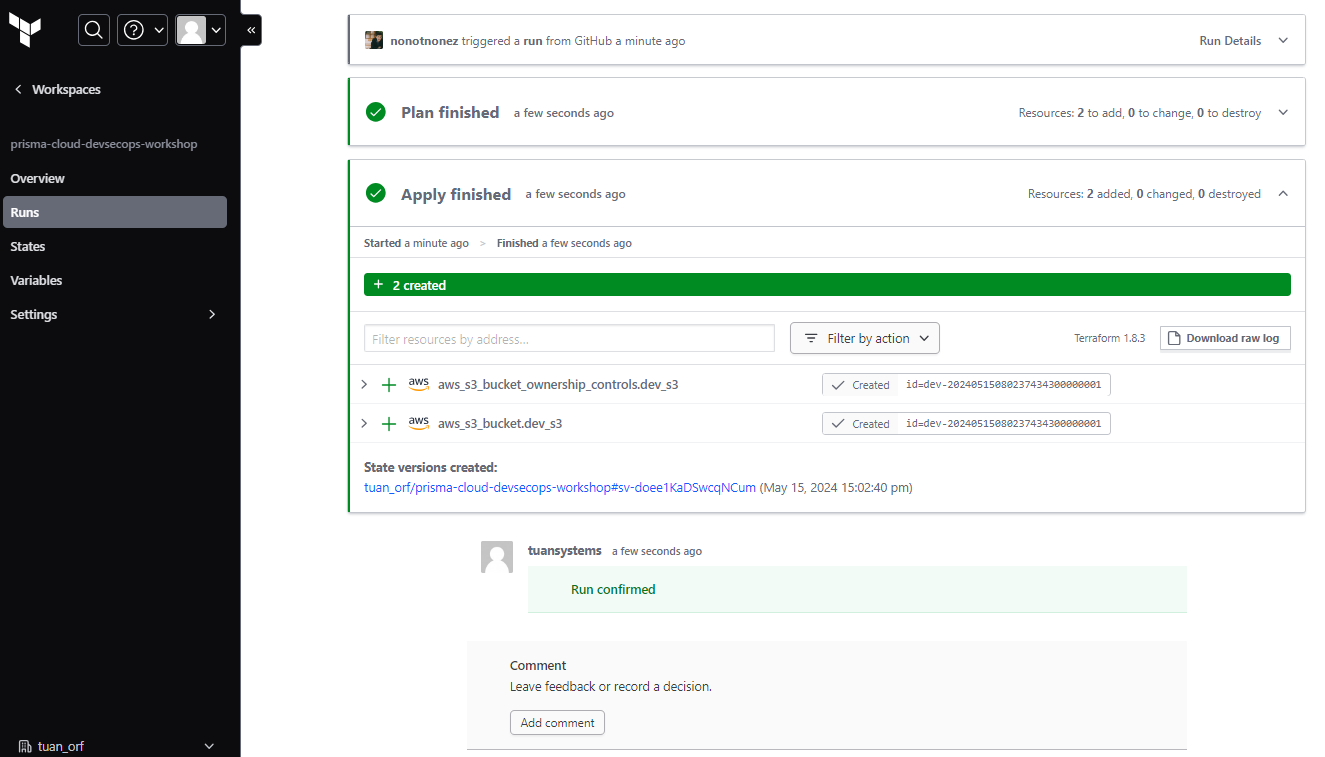 «
Workspaces
prisma-cloud-devsecops-workshop
Overview
Runs
States
Variables
Settings
tuan_orf
nonotnonez triggered a run from GitHub a minute ago
Run Details
Plan finished a few seconds ago
Resources: 2 to add, 0 to change, 0 to destroy
Apply finished a few seconds ago
Resources: 2 added, 0 changed, 0 destroyed
Started a minute ago > Finished a few seconds ago
+ 2 created
Filter resources by address...
Filter by action
Terraform 1.8.3
Download raw log
aws aws_s3_bucket_ownership_controls.dev_s3 Created id=dev-20240515080237434300000001
aws aws_s3_bucket.dev_s3 Created id=dev-20240515080237434300000001
State versions created:
tuan_orf/prisma-cloud-devsecops-workshop#sv-doee1KaDSwcqNCum (May 15, 2024 15:02:40 pm)
tuansystems a few seconds ago
Run confirmed
Comment
Leave feedback or record a decision.
Add comment